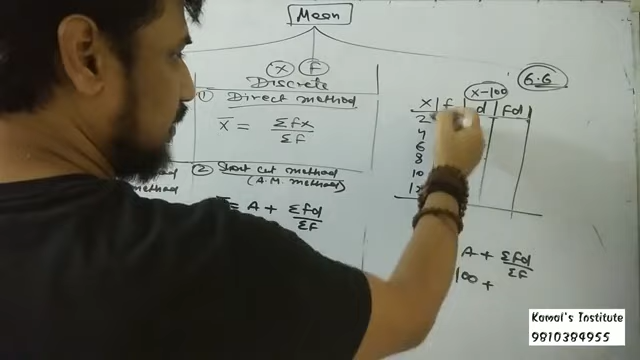 Mean
X F
Discrete
① Direct method
X̄ = Σfx / Σf
② Short cut method
(A.M. method)
= A + Σfd / Σf
6.6
X-100
X f d Fd
2
4
6
8
10
A + Σfd / Σf
100 +
Kamal's Institute
9810384955